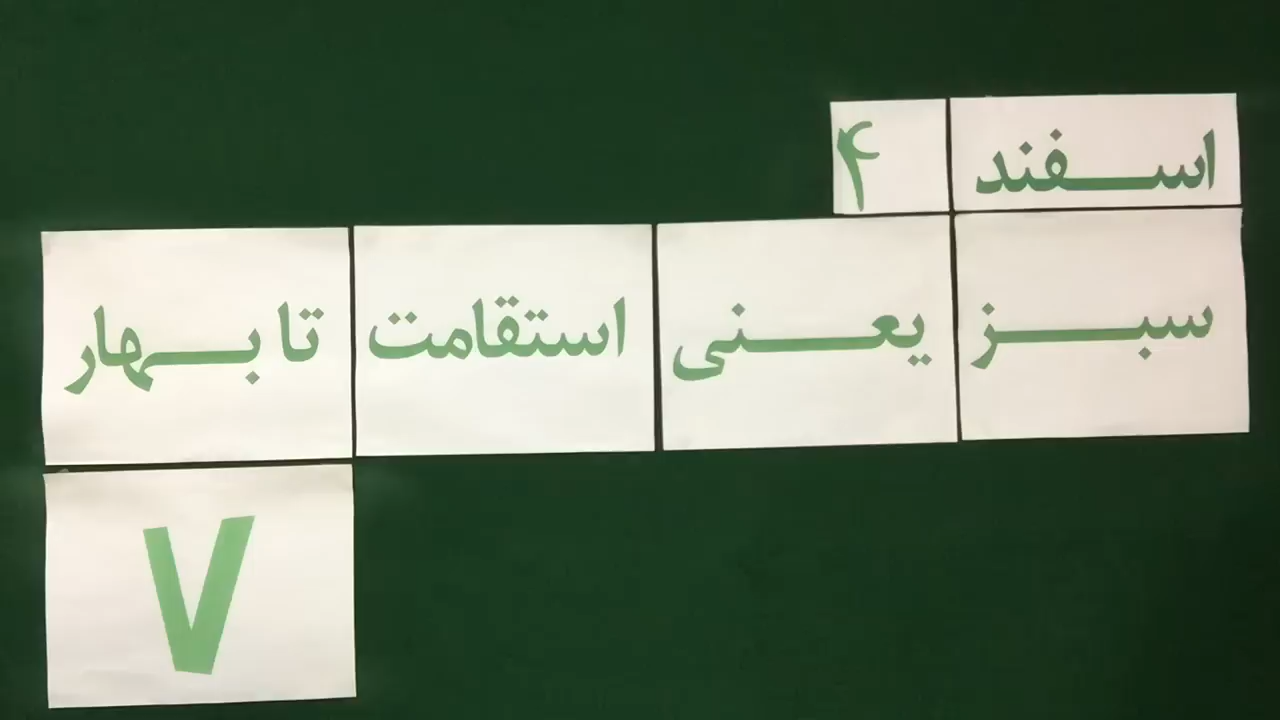 اسفند ۴
سبز یعنی استقامت تا بهار
۷